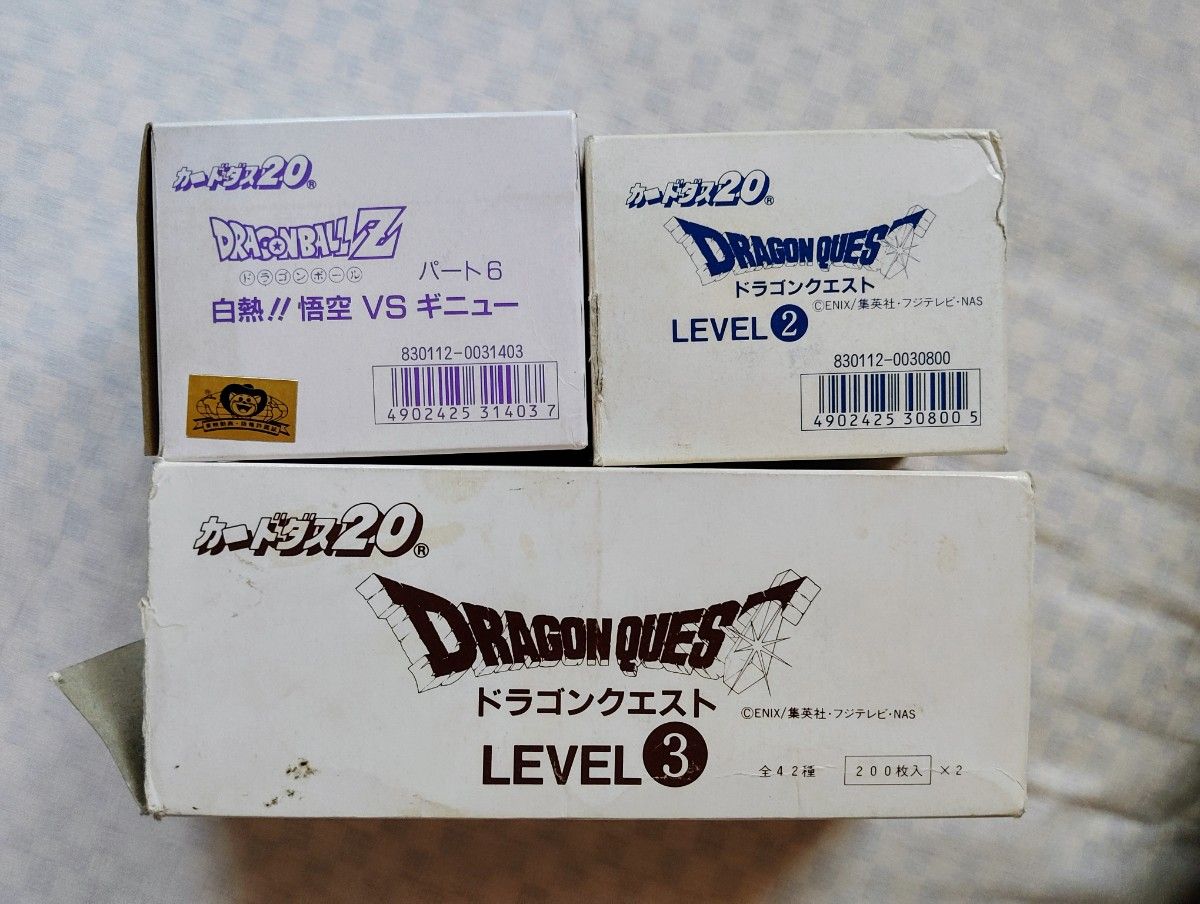 カードダス20®
DRAGONBALL Z
ドラゴンボール
パート6
白熱!! 悟空 VS ギニュー
830112-0031403
4902425 31403 7
カードダス20®
DRAGON QUEST
ドラゴンクエスト
©ENIX/集英社・フジテレビ・NAS
LEVEL 2
830112-0030800
4902425 30800 5
カードダス20®
DRAGON QUEST
ドラゴンクエスト
©ENIX/集英社・フジテレビ・NAS
LEVEL 3
全42種 200枚入 ×2